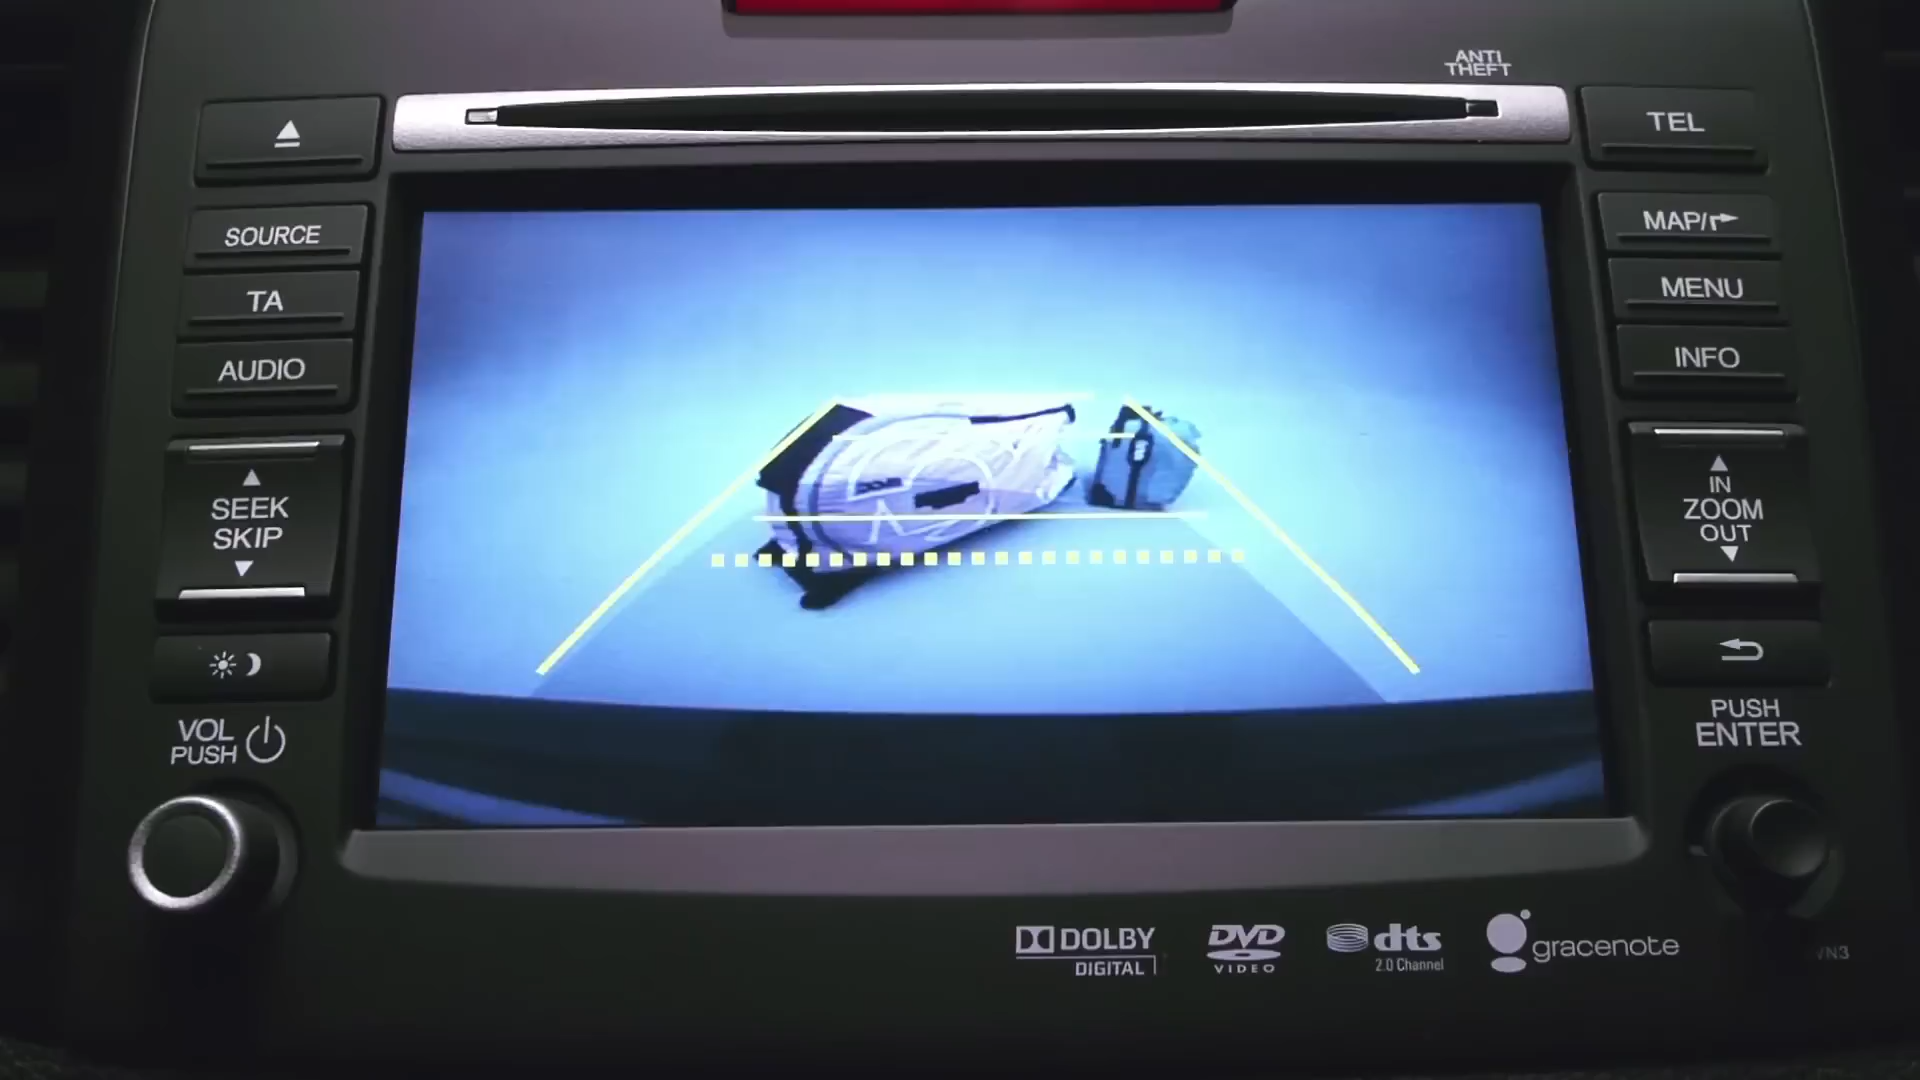 ANTI
THEFT
TEL
SOURCE
TA
AUDIO
SEEK
SKIP
VOL
PUSH
MAP/
MENU
INFO
IN
ZOOM
OUT
PUSH
ENTER
DOLBY
DIGITAL
DVD
VIDEO
dts
2.0 Channel
gracenote
VN3